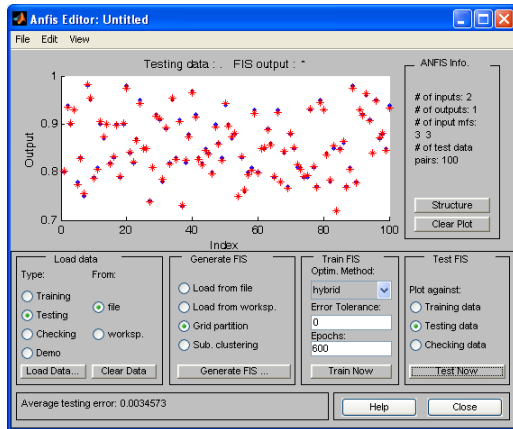 Anfis Editor: Untitled
File Edit View
Testing data : . FIS output : *
1
0.9
0.8
0.7
Output
0 20 40 60 80 100
Index
ANFIS Info.
# of inputs: 2
# of outputs: 1
# of input mfs:
3 3
# of test data
pairs: 100
Structure
Clear Plot
Load data
Type: From:
Training
Testing
Checking
Demo
file
worksp.
Load Data... Clear Data
Generate FIS
Load from file
Load from worksp.
Grid partition
Sub. clustering
Generate FIS ...
Train FIS
Optim. Method:
hybrid
Error Tolerance:
0
Epochs:
600
Train Now
Test FIS
Plot against:
Training data
Testing data
Checking data
Test Now
Average testing error: 0.0034573
Help Close